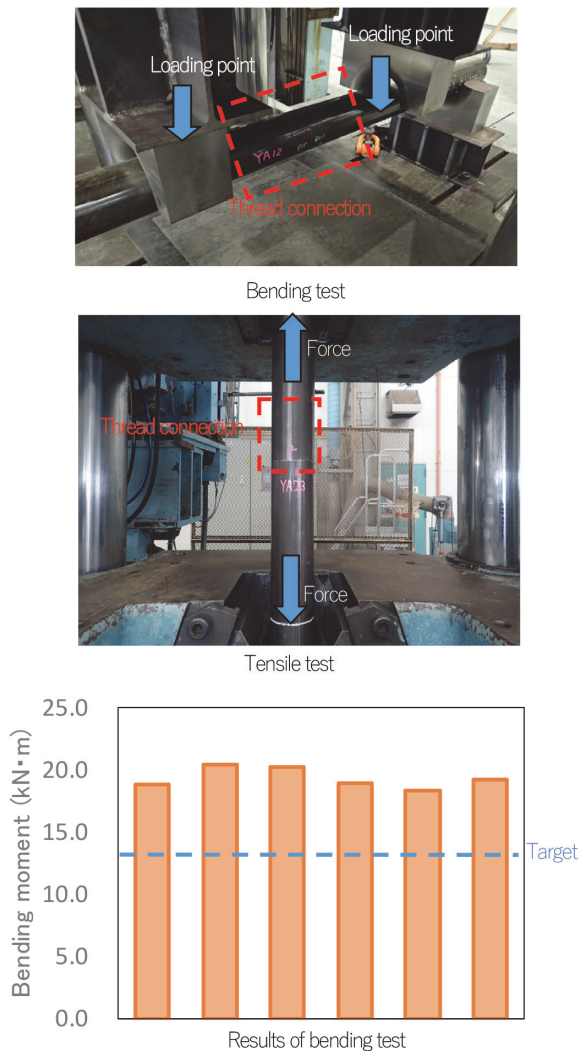 Loading point
Loading point
YA12
Thread connection
Bending test
Force
Thread connection
YA23
Force
Tensile test
Bending moment (kN・m)
25.0
20.0
15.0
10.0
5.0
0.0
Target
Results of bending test